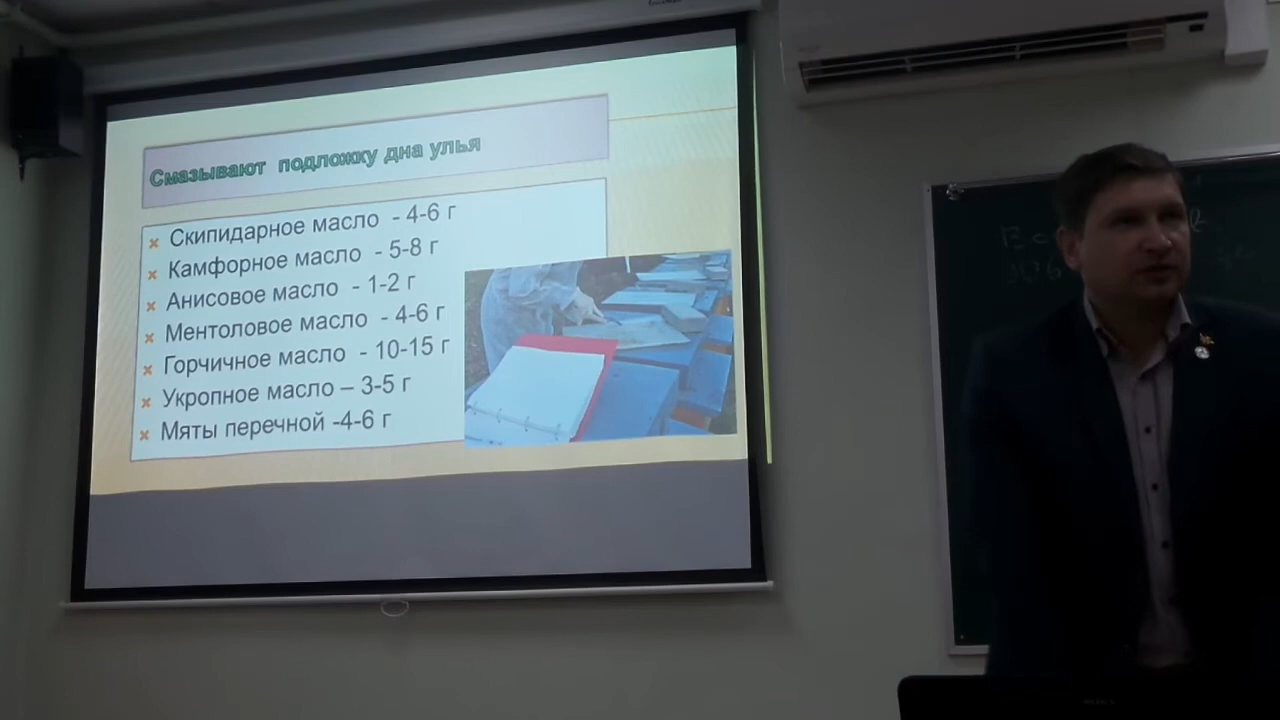 Смазывают подложку дна улья
Скипидарное масло - 4-6 г
Камфорное масло - 5-8 г
Анисовое масло - 1-2 г
Ментоловое масло - 4-6 г
Горчичное масло - 10-15 г
Укропное масло – 3-5 г
Мяты перечной -4-6 г